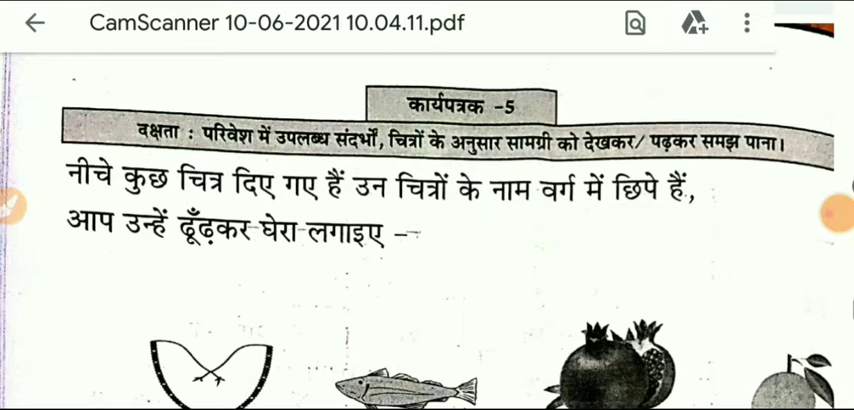 CamScanner 10-06-2021 10.04.11.pdf
कार्यपत्रक -5
दक्षता : परिवेश में उपलब्ध संदर्भों, चित्रों के अनुसार सामग्री को देखकर/ पढ़कर समझ पाना।
नीचे कुछ चित्र दिए गए हैं उन चित्रों के नाम वर्ग में छिपे हैं,
आप उन्हें ढूँढ़कर घेरा लगाइए –